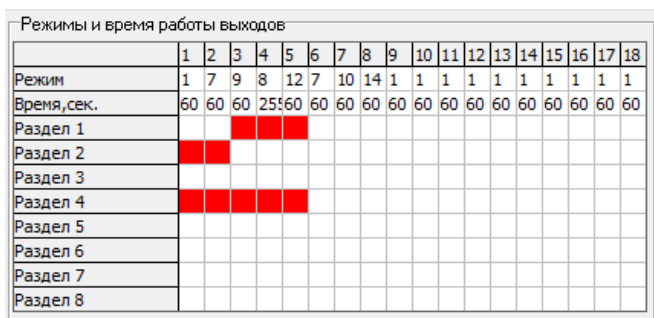 Режимы и время работы выходов
1 2 3 4 5 6 7 8 9 10 11 12 13 14 15 16 17 18
Режим 1 7 9 8 12 7 10 14 1 1 1 1 1 1 1 1 1 1
Время,сек. 60 60 60 255 60 60 60 60 60 60 60 60 60 60 60 60 60 60
Раздел 1
Раздел 2
Раздел 3
Раздел 4
Раздел 5
Раздел 6
Раздел 7
Раздел 8